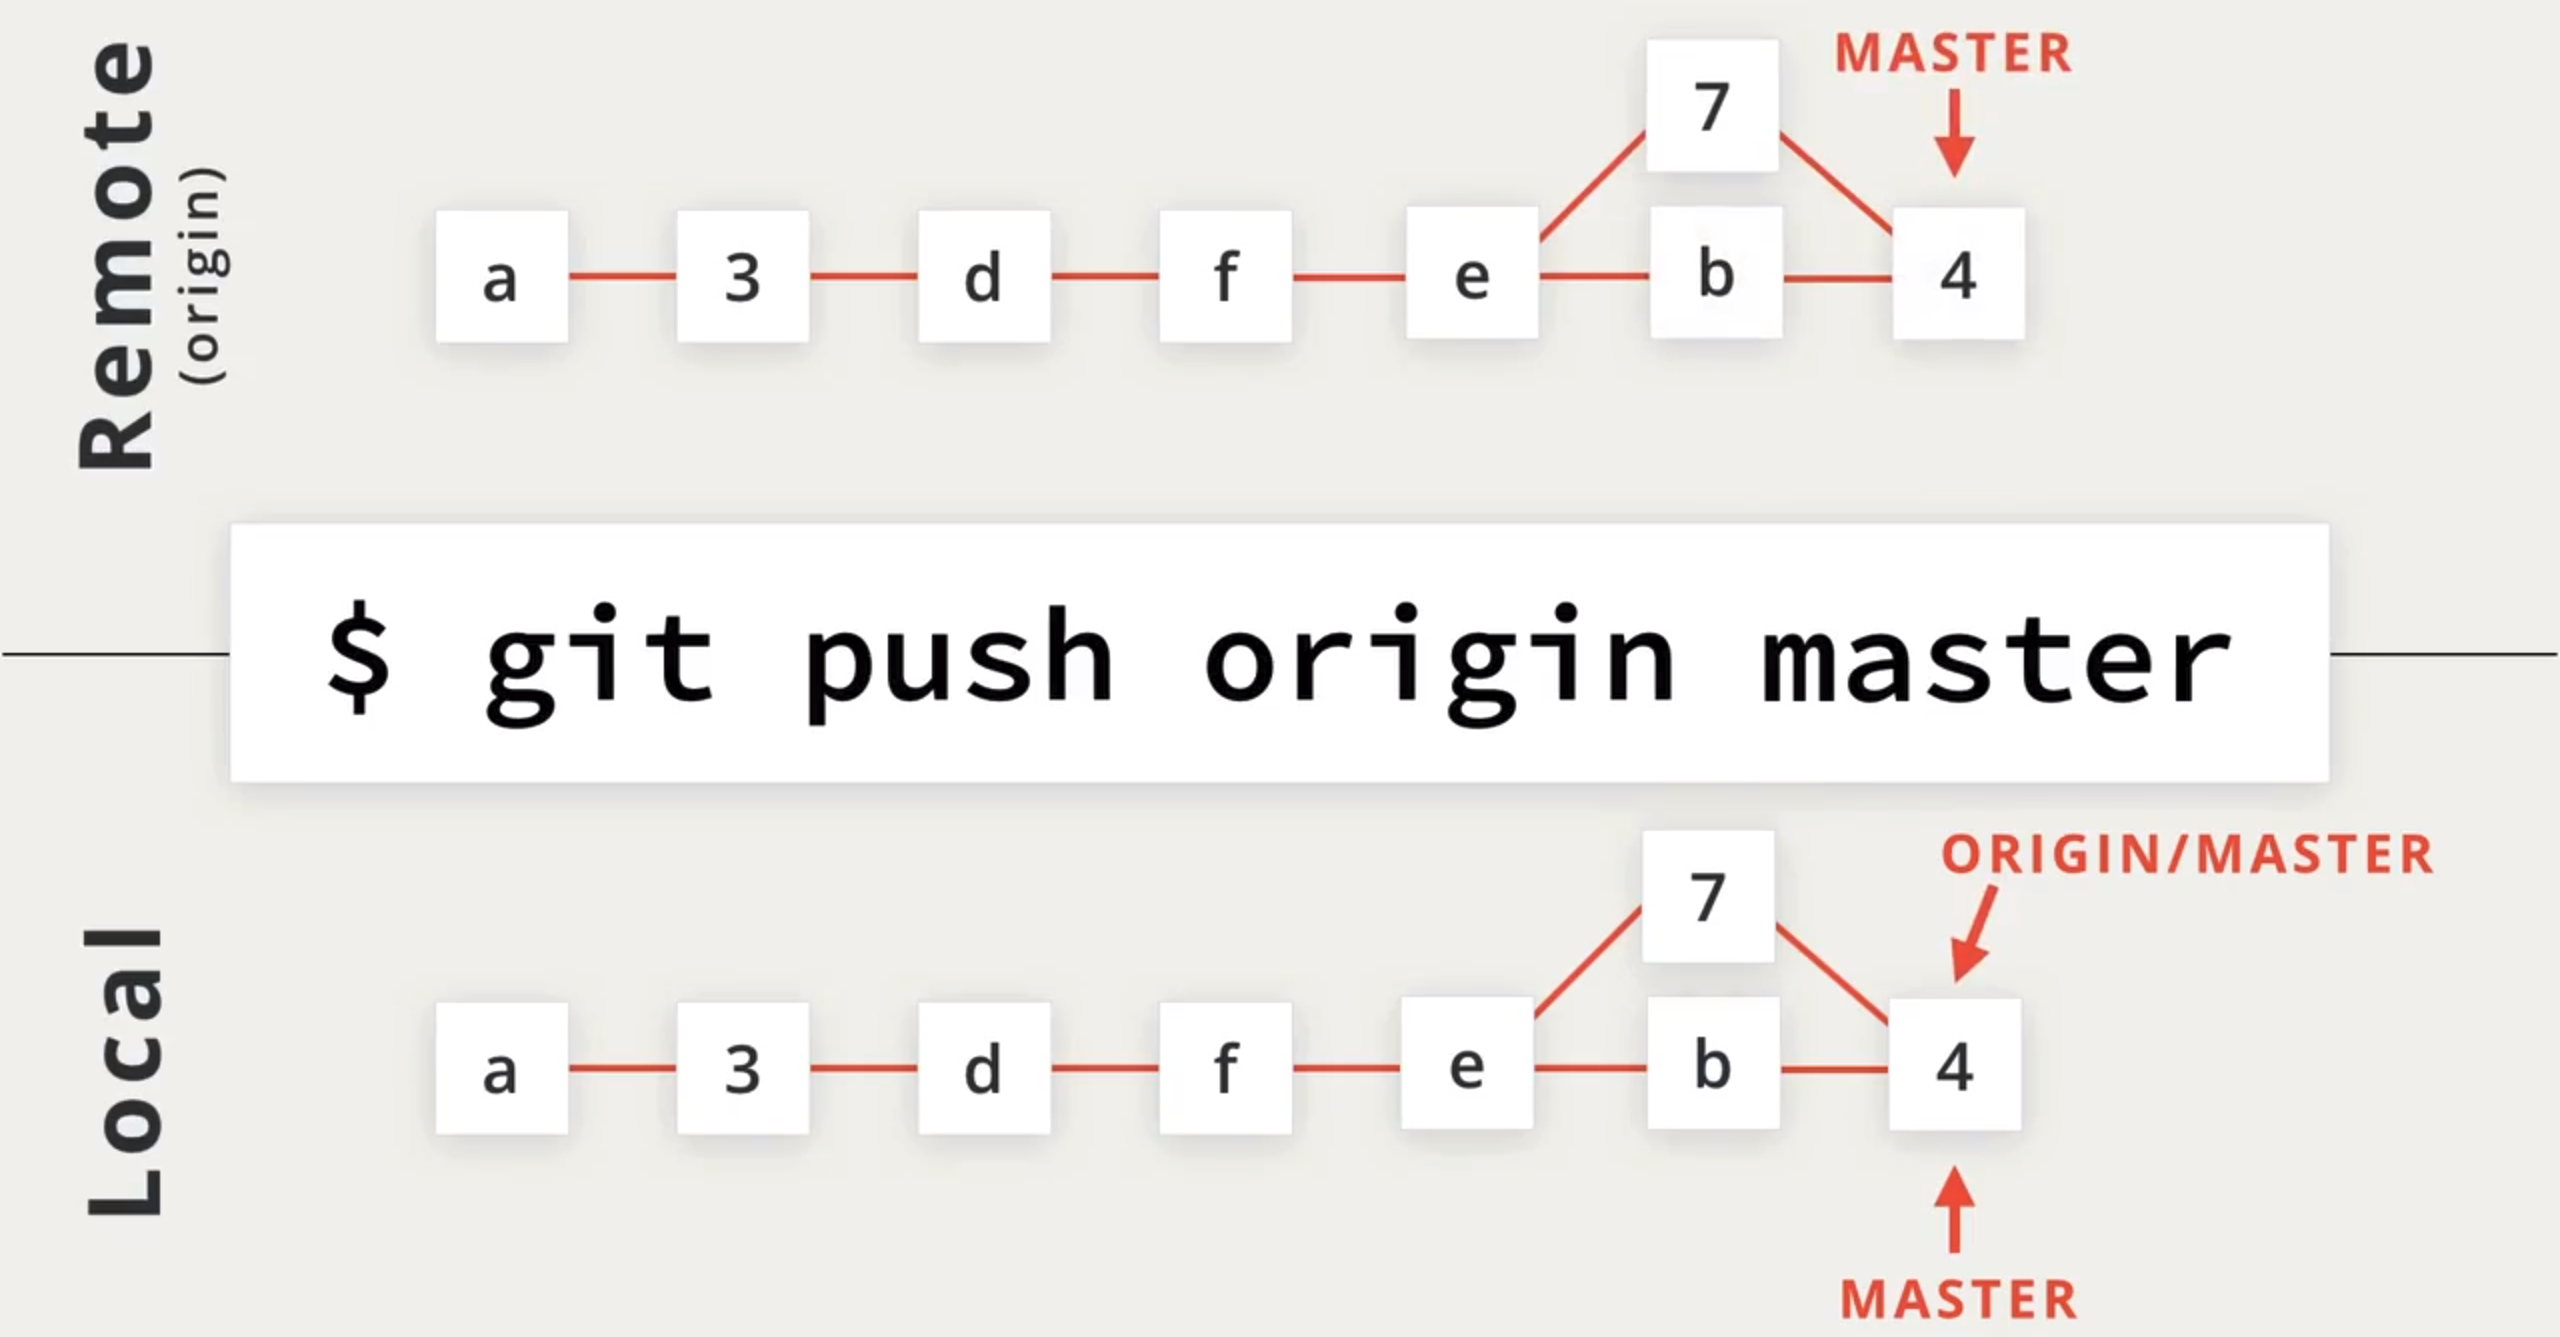 Remote
(origin)
MASTER
7
a 3 d f e b 4
$ git push origin master
Local
ORIGIN/MASTER
7
a 3 d f e b 4
MASTER